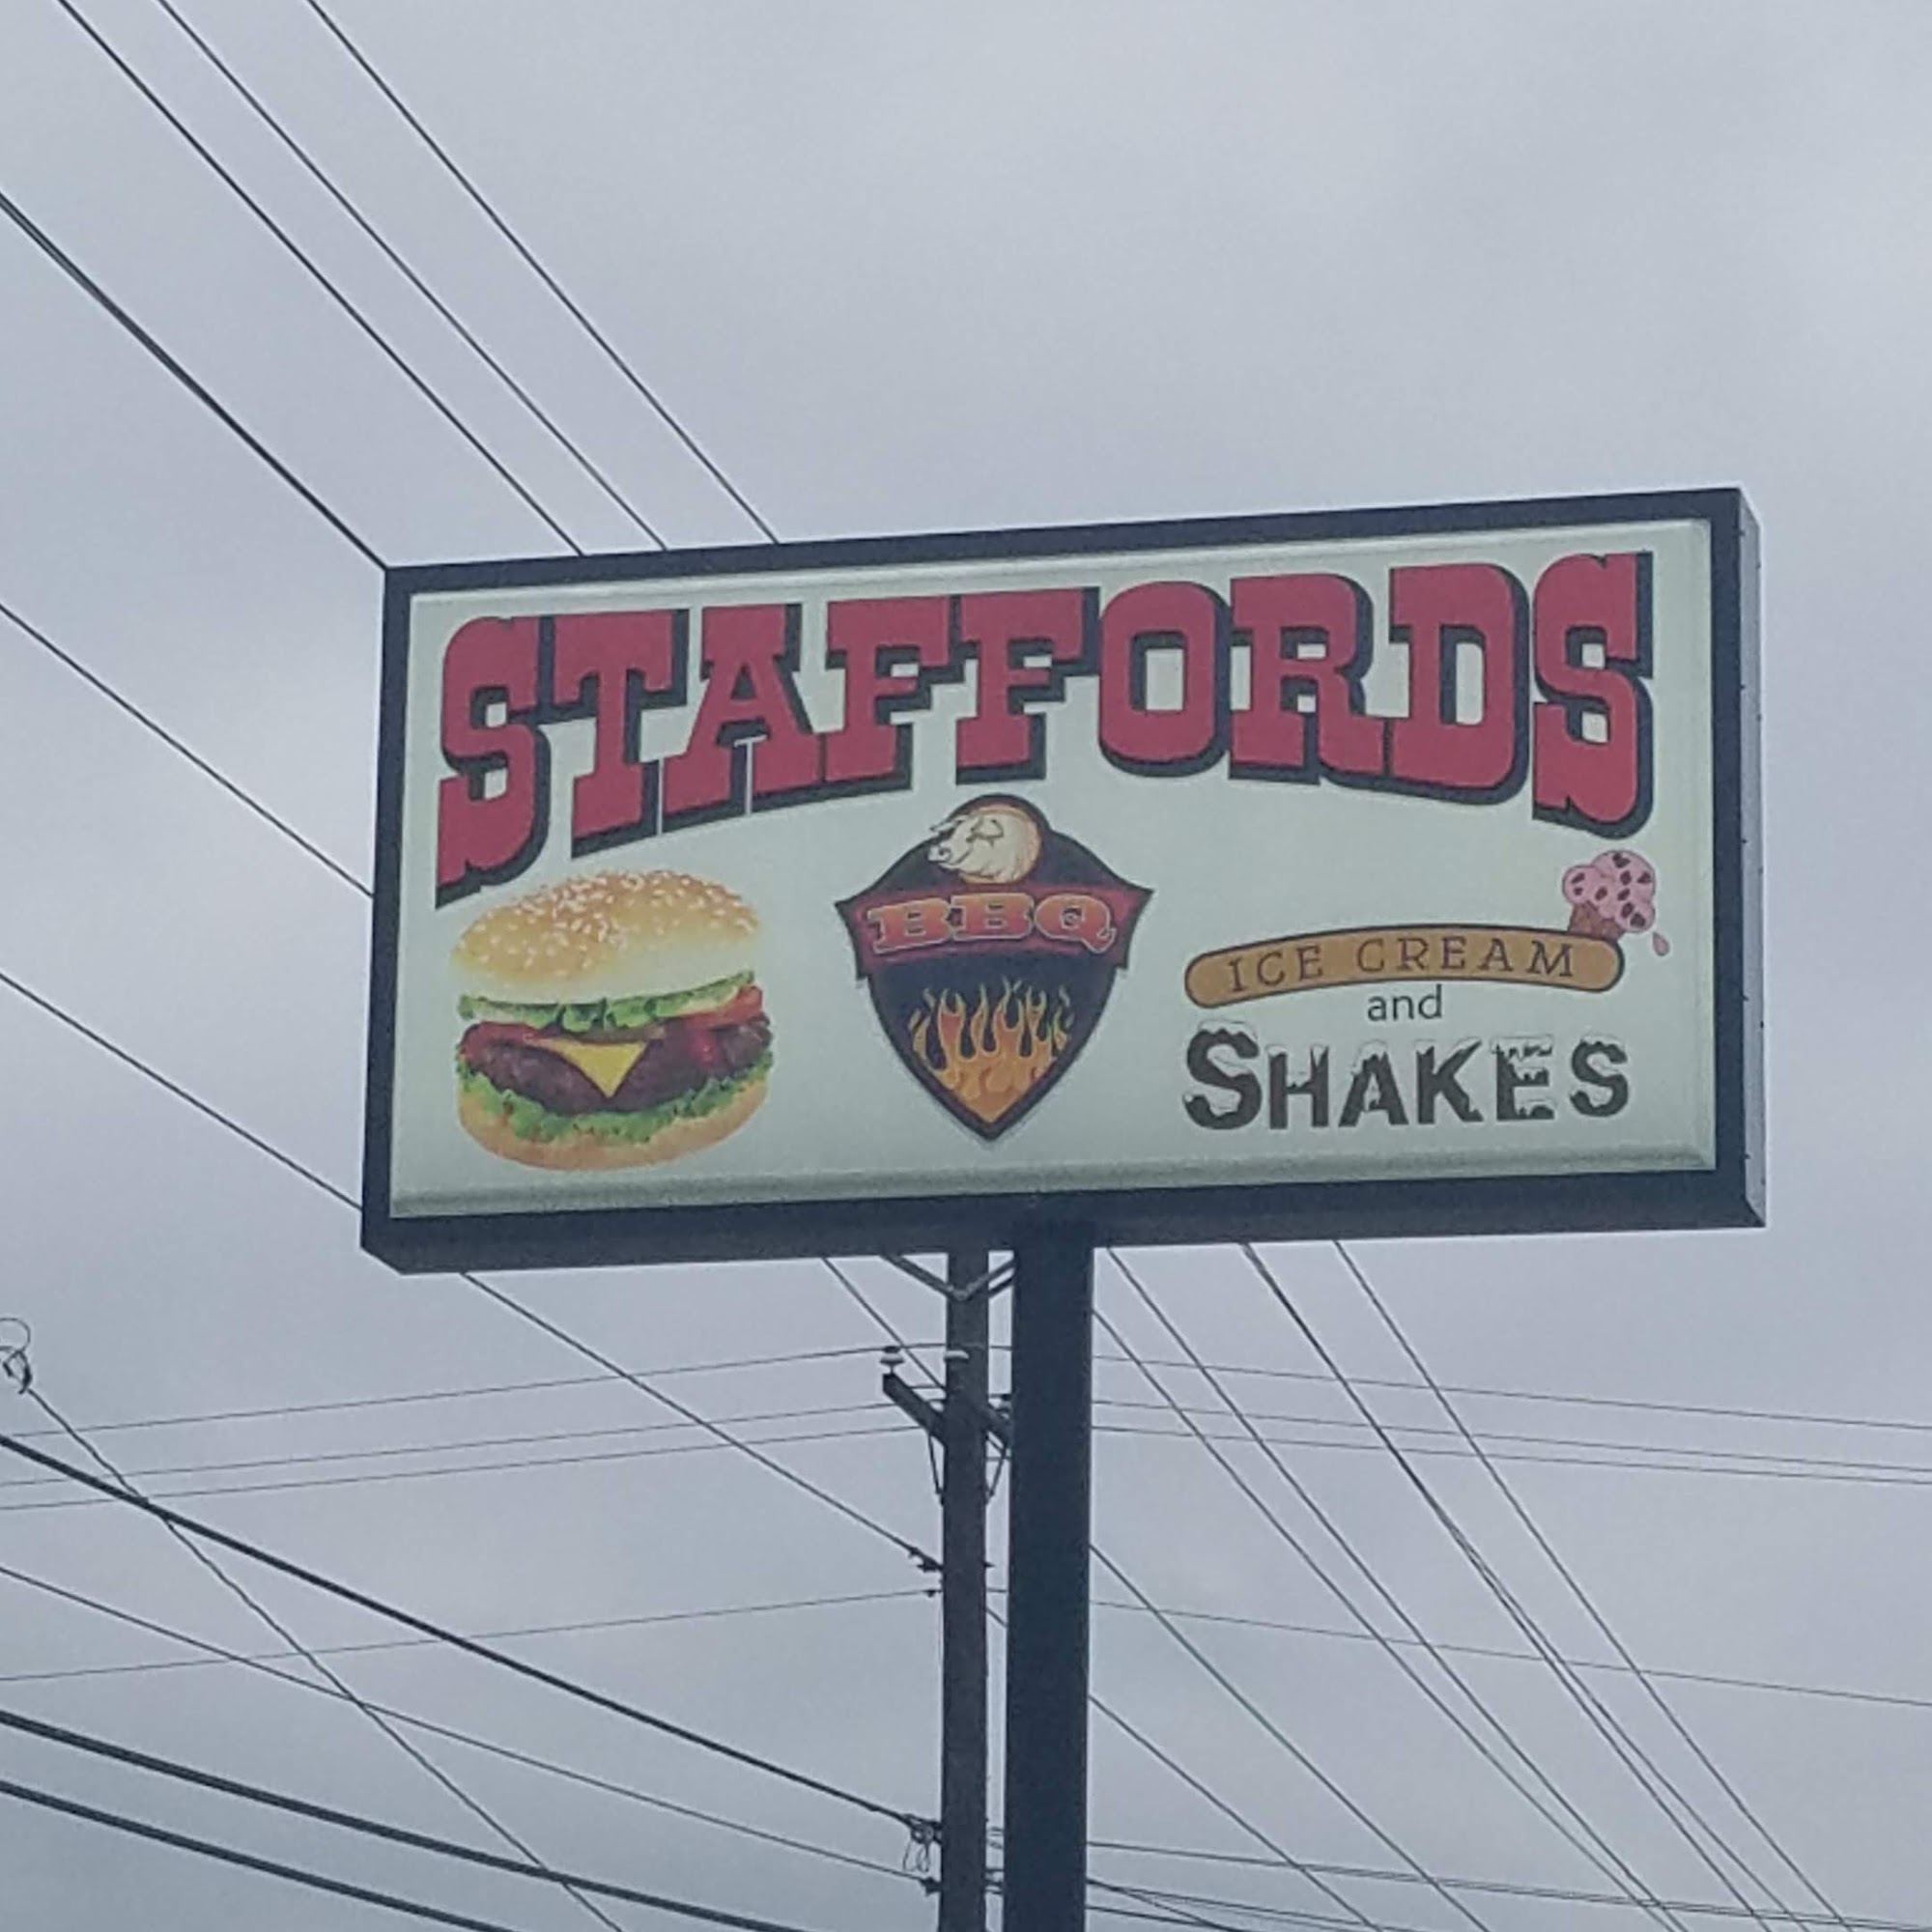 STAFFORDS
BBQ
ICE CREAM
and
SHAKES